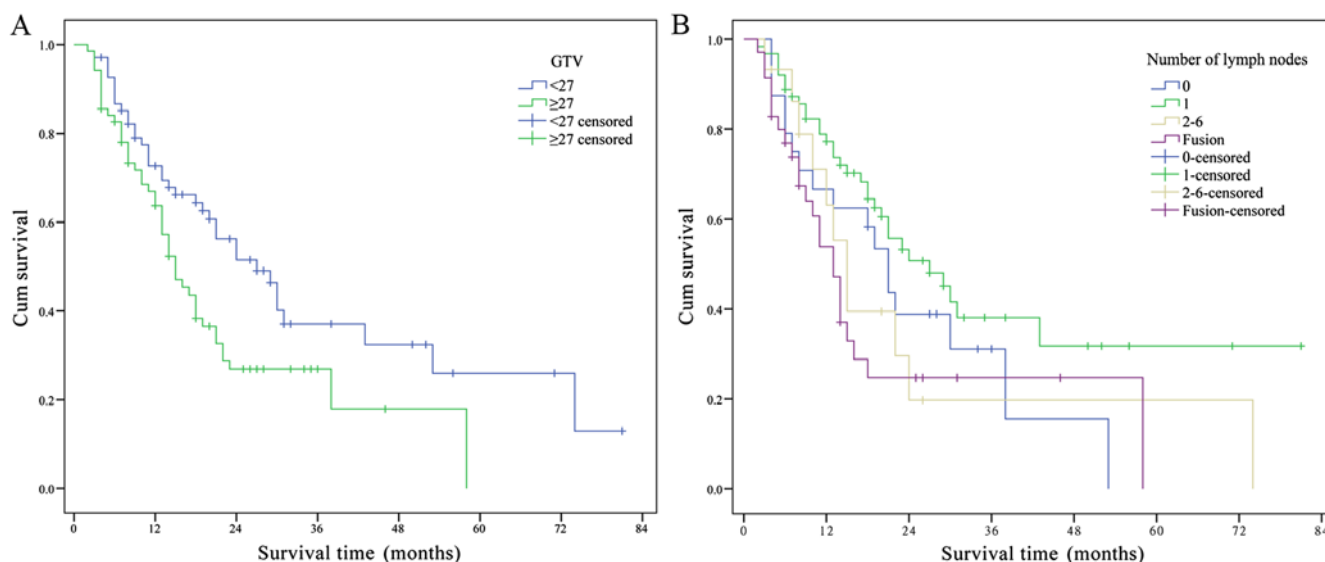 A
GTV
<27
≥27
<27 censored
≥27 censored
1.0
0.8
0.6
0.4
0.2
0.0
Cum survival
0 12 24 36 48 60 72 84
Survival time (months)
B
Number of lymph nodes
0
1
2-6
Fusion
0-censored
1-censored
2-6-censored
Fusion-censored
1.0
0.8
0.6
0.4
0.2
0.0
Cum survival
0 12 24 36 48 60 72 84
Survival time (months)